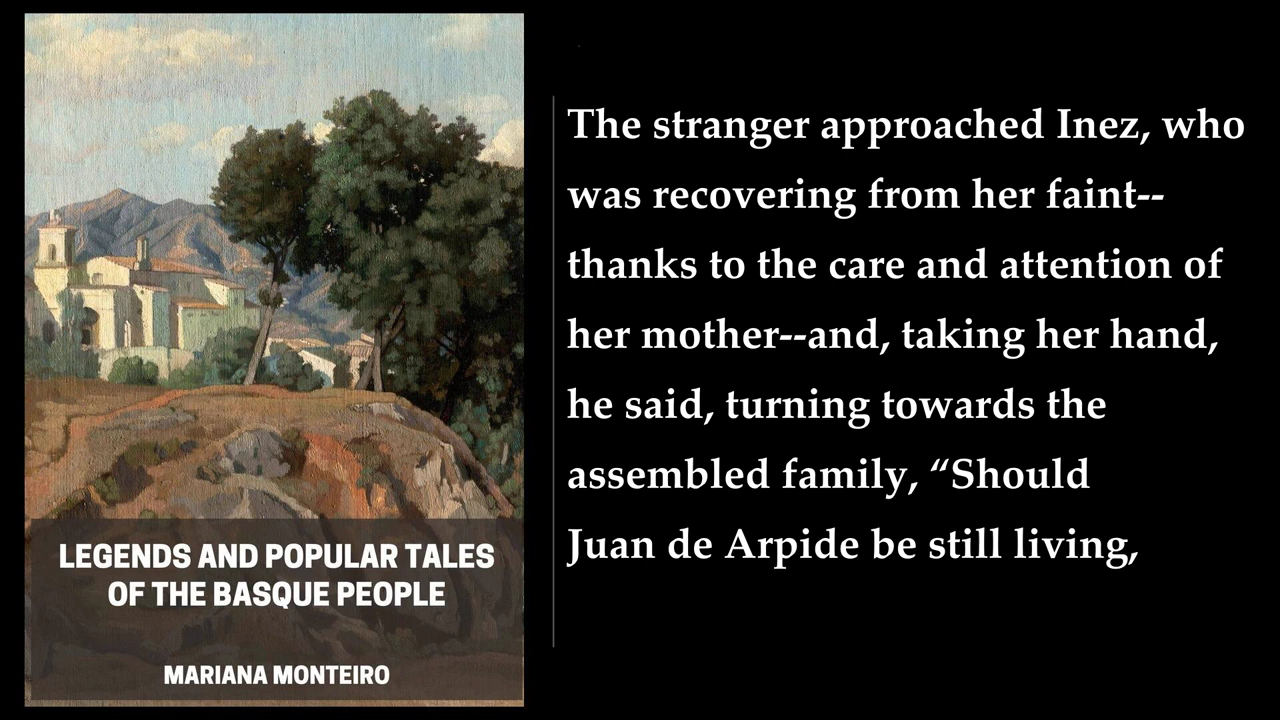 The stranger approached Inez, who
was recovering from her faint--
thanks to the care and attention of
her mother--and, taking her hand,
he said, turning towards the
assembled family, “Should
Juan de Arpide be still living,
LEGENDS AND POPULAR TALES
OF THE BASQUE PEOPLE
MARIANA MONTEIRO